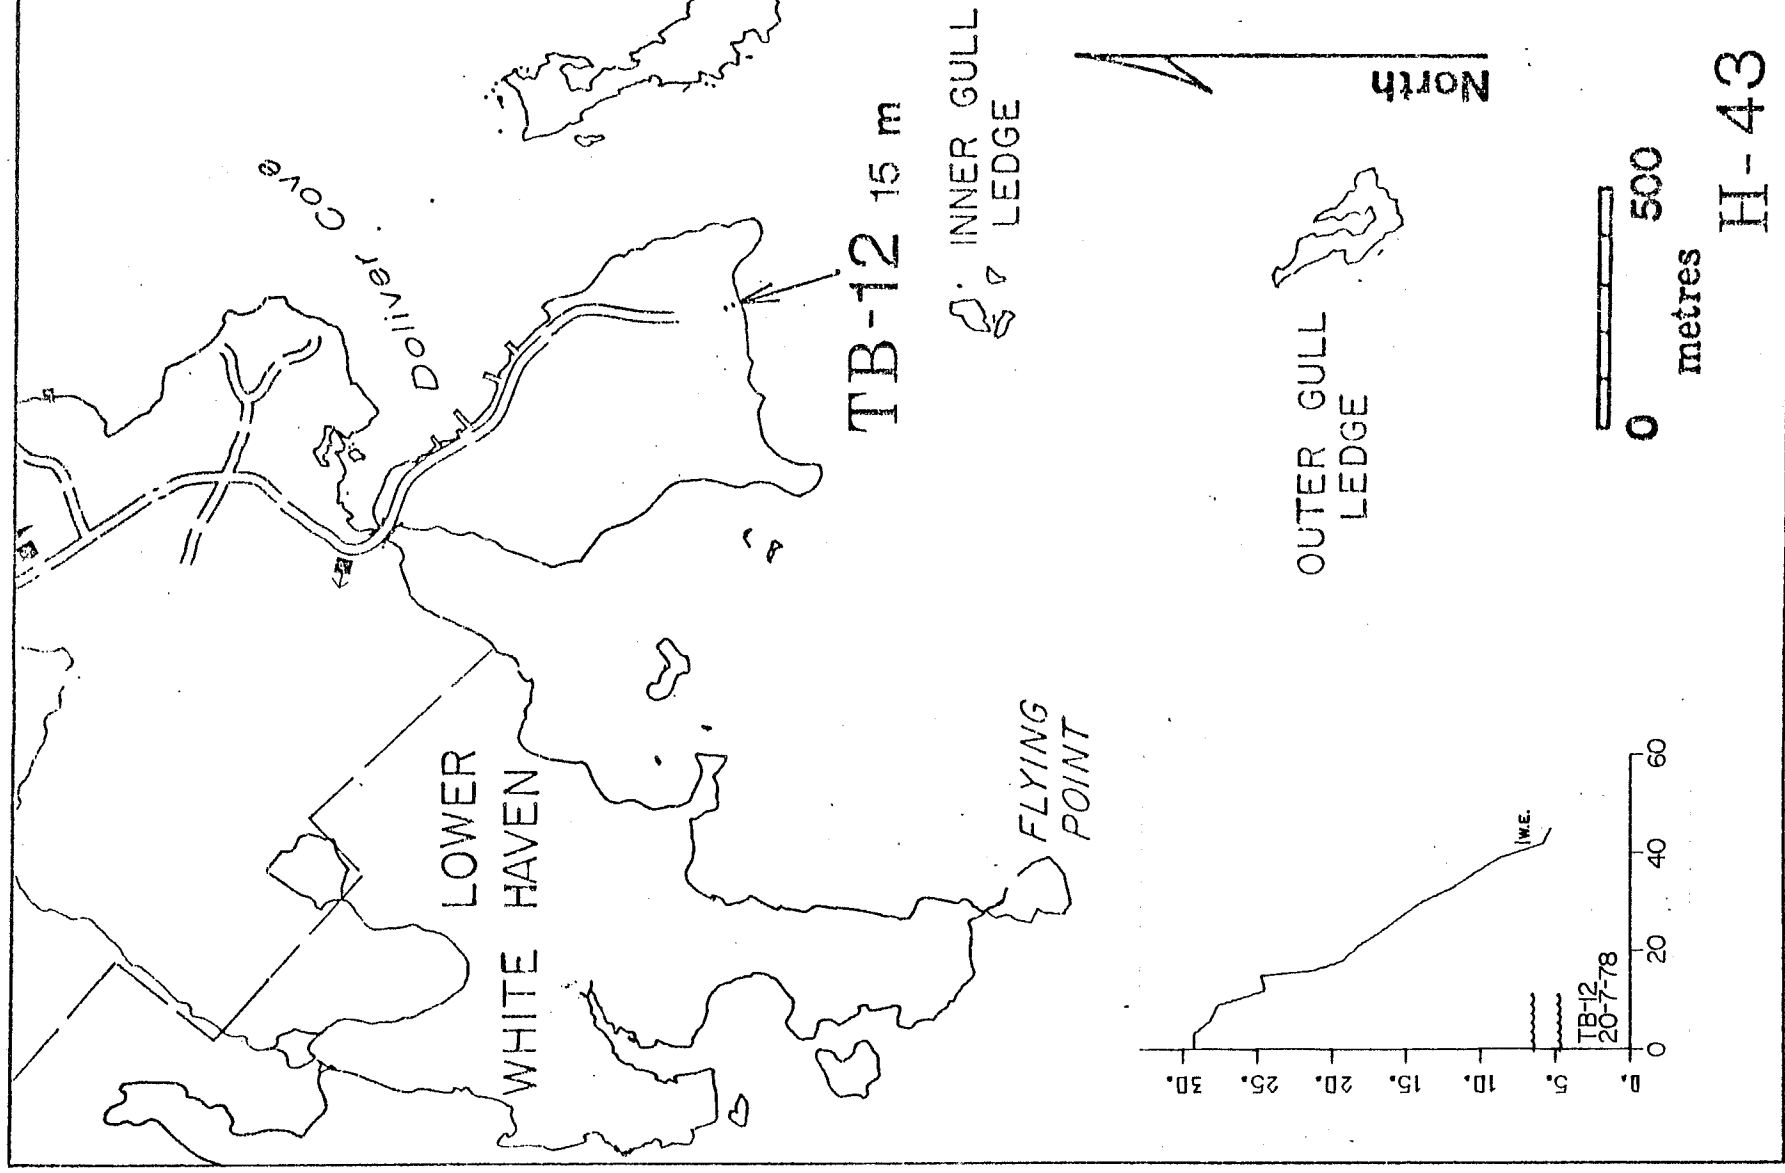 Doliver Cove
North
INNER GULL
LEDGE
TB-12 15 m
OUTER GULL
LEDGE
LOWER
WHITE HAVEN
FLYING
POINT
0 500
metres
H-43
W.E.
TB-12
20-7-78
30.
25.
20.
15.
10.
5.
0.
0 20 40 60